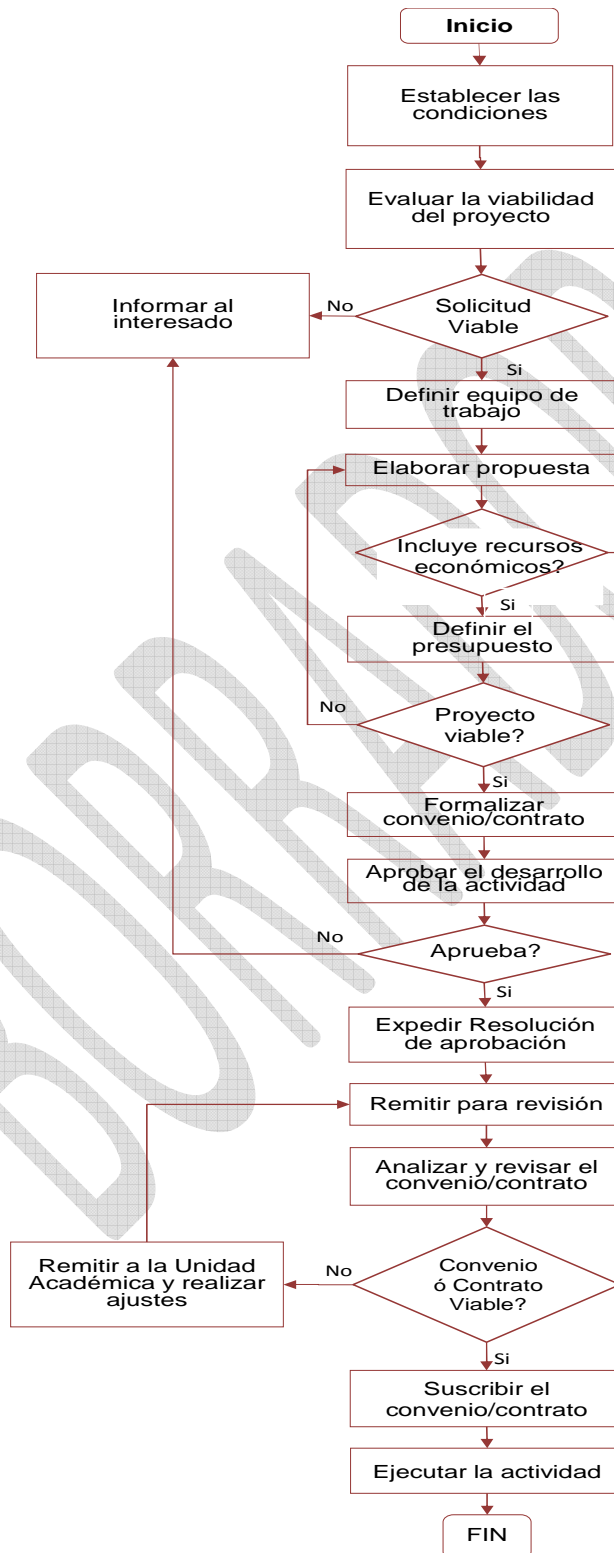 Inicio
Establecer las
condiciones
Evaluar la viabilidad
del proyecto
Informar al
interesado
No
Solicitud
Viable
Si
Definir equipo de
trabajo
Elaborar propuesta
Incluye recursos
económicos?
Si
Definir el
presupuesto
No
Proyecto
viable?
Si
Formalizar
convenio/contrato
Aprobar el desarrollo
de la actividad
No
Aprueba?
Si
Expedir Resolución
de aprobación
Remitir para revisión
Analizar y revisar el
convenio/contrato
Remitir a la Unidad
Académica y realizar
ajustes
No
Convenio
ó Contrato
Viable?
Si
Suscribir el
convenio/contrato
Ejecutar la actividad
FIN